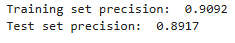 Training set precision:  0.9092
Test set precision:  0.8917